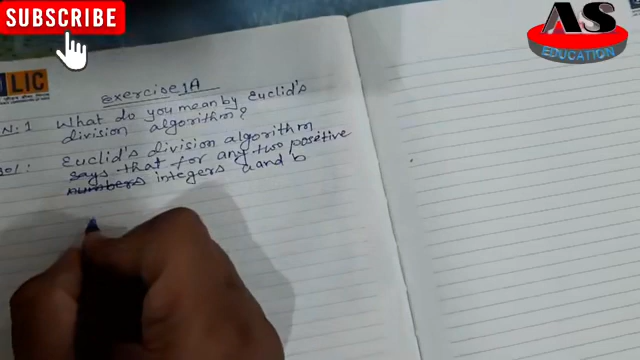 SUBSCRIBE
AS
EDUCATION
LIC
Exercise 1A
N. 1 What do you mean by Euclid's
division algorithm?
Sol: Euclid's division algorithm
says that for any two positive
numbers integers a and b